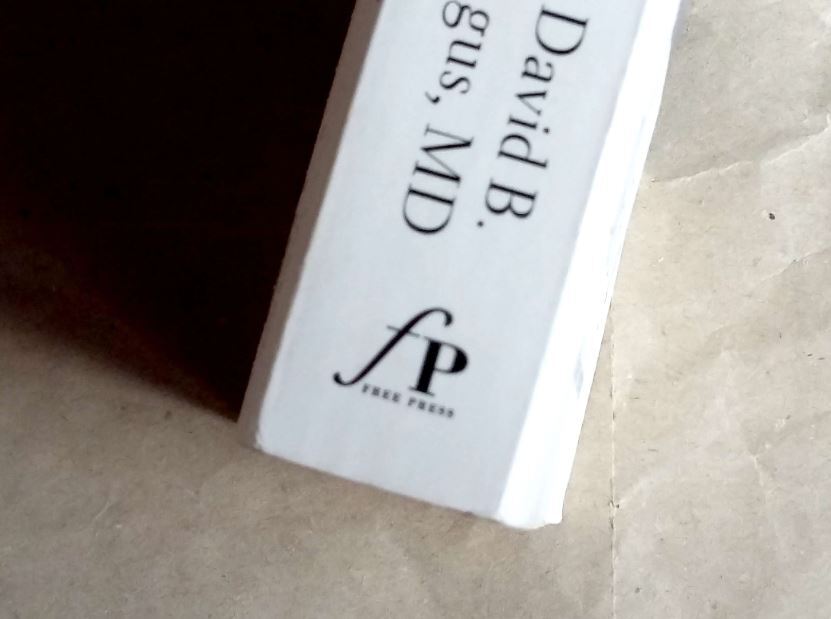 David B.
gus, MD
fP
FREE PRESS